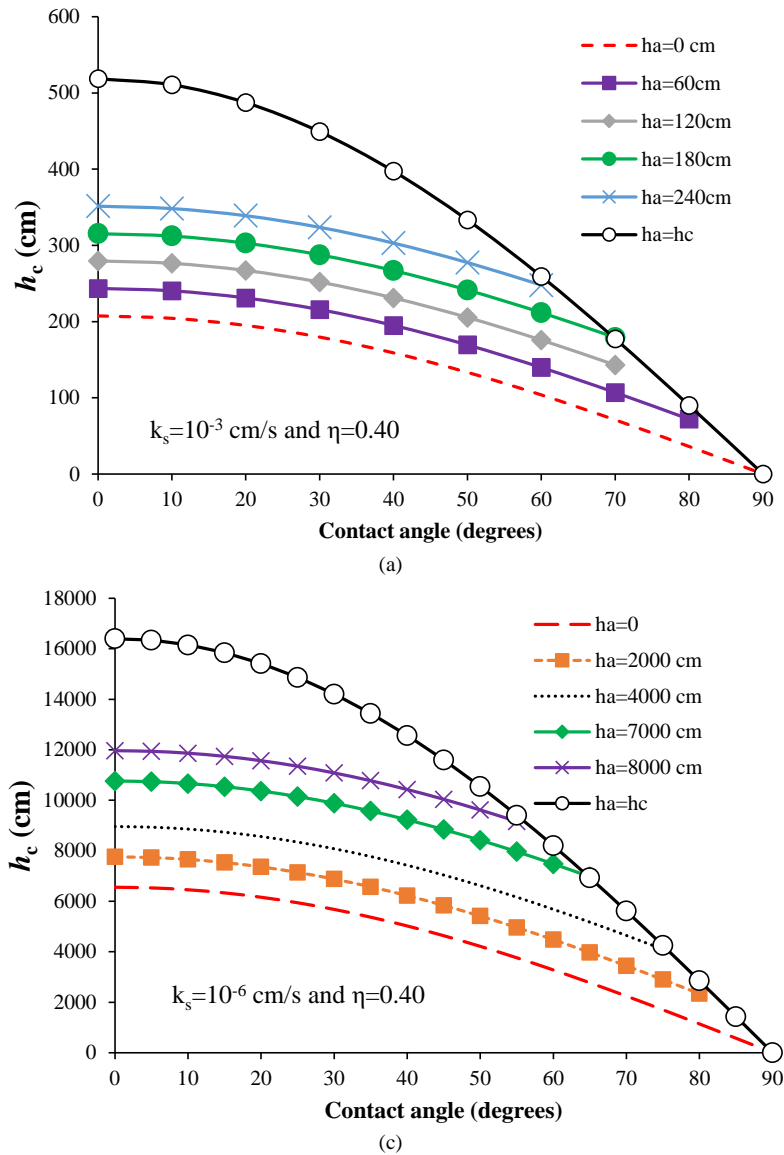 600
500
400
300
200
100
0
h_c (cm)
ha=0 cm
ha=60cm
ha=120cm
ha=180cm
ha=240cm
ha=hc
k_s=10^-3 cm/s and η=0.40
0 10 20 30 40 50 60 70 80 90
Contact angle (degrees)
(a)
18000
16000
14000
12000
10000
8000
6000
4000
2000
0
h_c (cm)
ha=0
ha=2000 cm
ha=4000 cm
ha=7000 cm
ha=8000 cm
ha=hc
k_s=10^-6 cm/s and η=0.40
0 10 20 30 40 50 60 70 80 90
Contact angle (degrees)
(c)